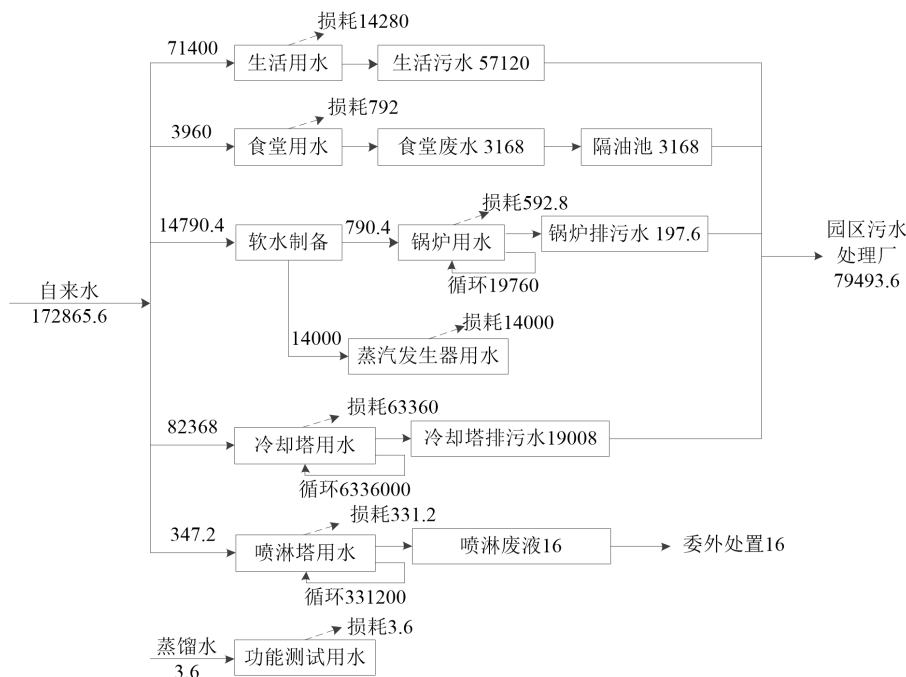 损耗14280
71400
生活用水
生活污水 57120
损耗792
3960
食堂用水
食堂废水 3168
隔油池 3168
损耗592.8
14790.4
软水制备
790.4
锅炉用水
锅炉排污水 197.6
循环19760
园区污水
处理厂
79493.6
自来水
172865.6
损耗14000
14000
蒸汽发生器用水
损耗63360
82368
冷却塔用水
冷却塔排污水19008
循环6336000
损耗331.2
347.2
喷淋塔用水
喷淋废液16
委外处置16
循环331200
损耗3.6
蒸馏水
3.6
功能测试用水